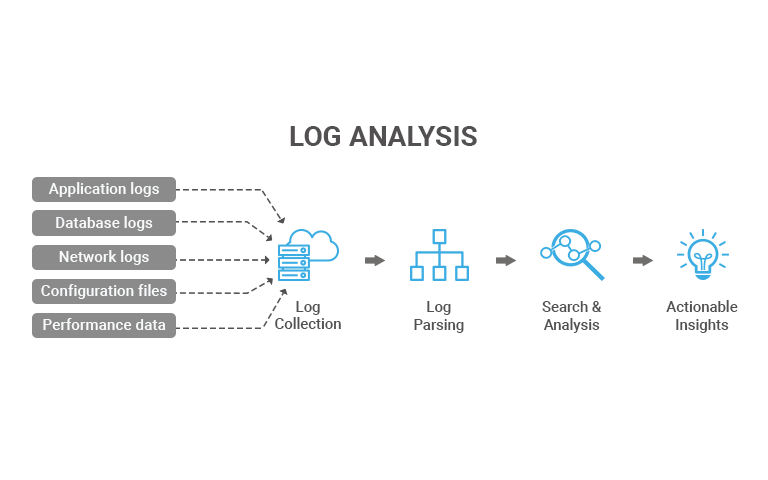 LOG ANALYSIS
Application logs
Database logs
Network logs
Configuration files
Performance data
Log
Collection
Log
Parsing
Search &
Analysis
Actionable
Insights